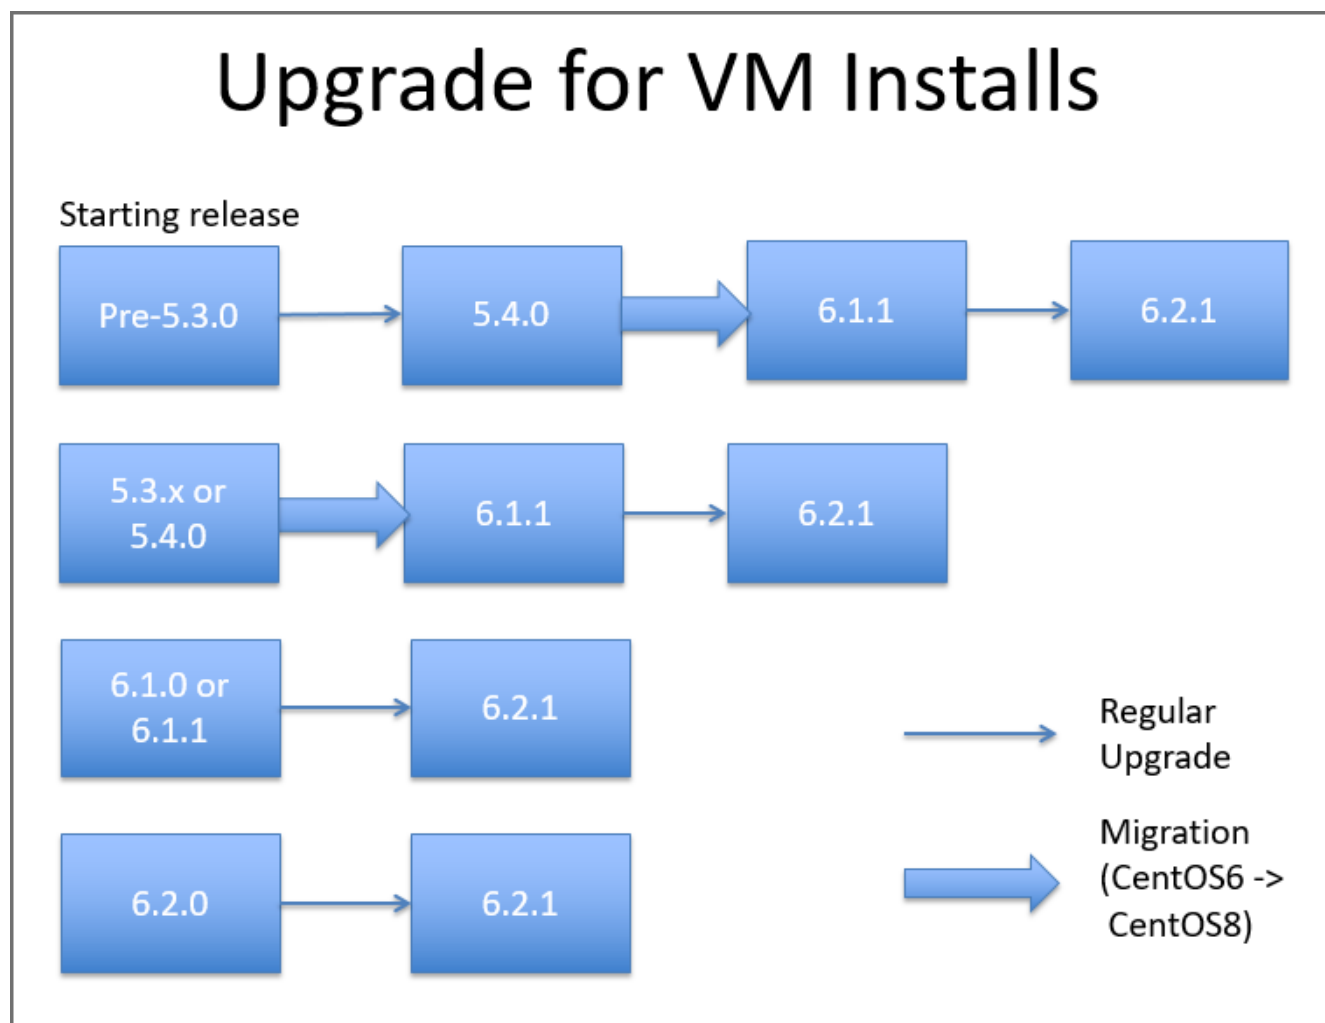 Upgrade for VM Installs
Starting release
Pre-5.3.0
5.4.0
6.1.1
6.2.1
5.3.x or
5.4.0
6.1.1
6.2.1
6.1.0 or
6.1.1
6.2.1
Regular
Upgrade
6.2.0
6.2.1
Migration
(CentOS6 ->
CentOS8)